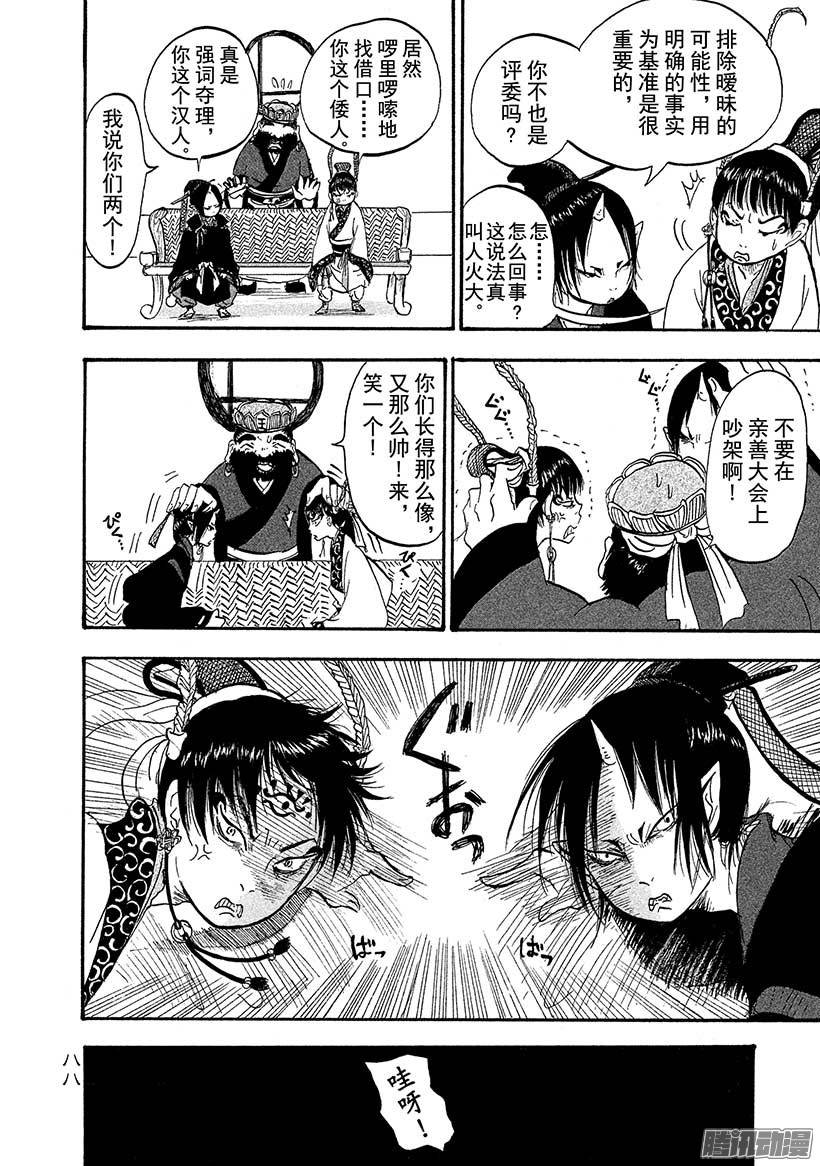 排除暧昧的
可能性，用
明确的事实
为基准是很
重要的，
你不也是
评委吗？
怎……
怎么回事？
这说法真
叫人火大。
居然
啰里啰嗦地
找借口……
你这个倭人。
真是
强词夺理，
你这个汉人。
我说你们两个！
不要在
亲善大会上
吵架啊！
你们长得那么像，
又那么帅！来，
笑一个！
ぴく
ぴく
ぐおっ
ばっ
ばっ
哇呀！
八八
腾讯动漫